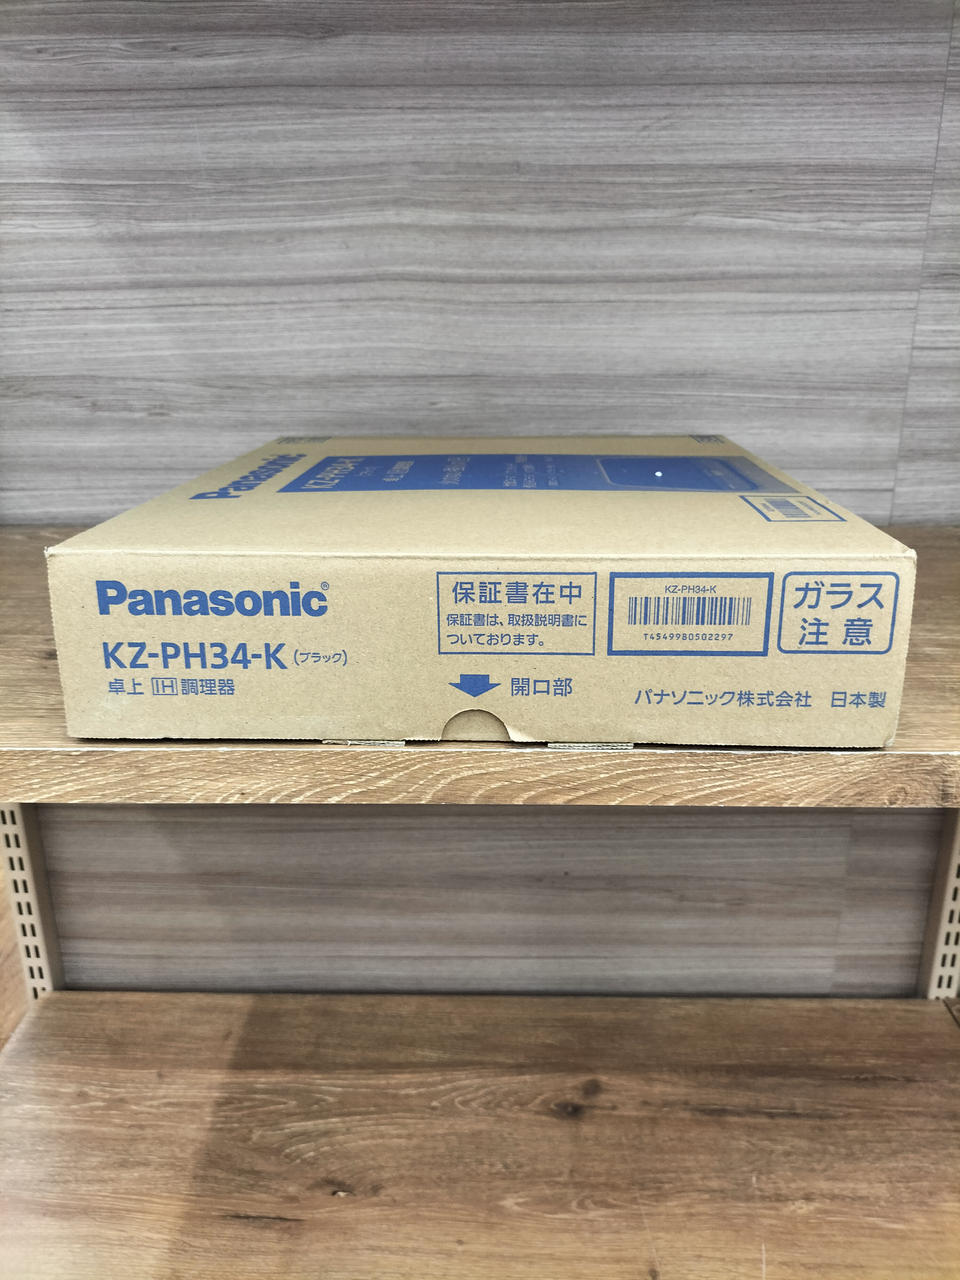 Panasonic
KZ-PH34-K
Panasonic®
KZ-PH34-K (ブラック)
卓上 IH 調理器
保証書在中
保証書は、取扱説明書に
ついております。
開口部
KZ-PH34-K
T4549980502297
ガラス
注意
パナソニック株式会社 日本製